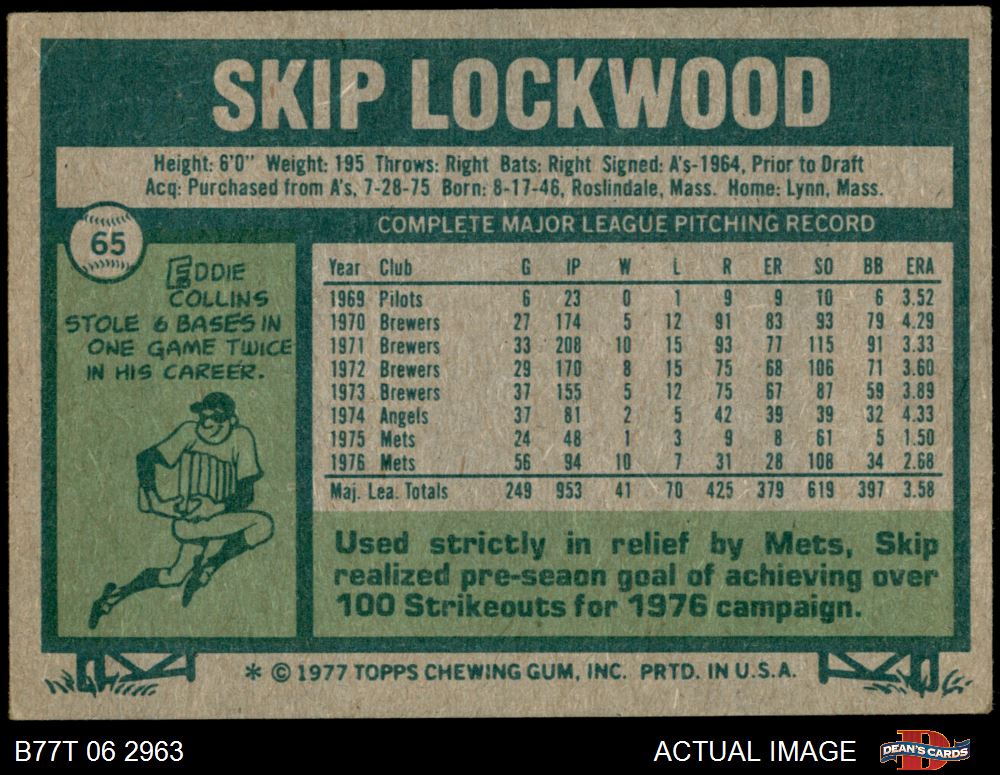 SKIP LOCKWOOD
Height: 6'0" Weight: 195 Throws: Right Bats: Right Signed: A's-1964, Prior to Draft
Acq: Purchased from A's, 7-28-75 Born: 8-17-46, Roslindale, Mass. Home: Lynn, Mass.
65
EDDIE
COLLINS
STOLE 6 BASES IN
ONE GAME TWICE
IN HIS CAREER.
COMPLETE MAJOR LEAGUE PITCHING RECORD
Year Club G IP W L R ER SO BB ERA
1969 Pilots 6 23 0 1 9 9 10 6 3.52
1970 Brewers 27 174 5 12 91 83 93 79 4.29
1971 Brewers 33 208 10 15 93 77 115 91 3.33
1972 Brewers 29 170 8 15 75 68 106 71 3.60
1973 Brewers 37 155 5 12 75 67 87 59 3.89
1974 Angels 37 81 2 5 42 39 39 32 4.33
1975 Mets 24 48 1 3 9 8 61 5 1.50
1976 Mets 56 94 10 7 31 28 108 34 2.68
Maj. Lea. Totals 249 953 41 70 425 379 619 397 3.58
Used strictly in relief by Mets, Skip
realized pre-seaon goal of achieving over
100 Strikeouts for 1976 campaign.
* © 1977 TOPPS CHEWING GUM, INC. PRTD. IN U.S.A.
B77T 06 2963
ACTUAL IMAGE
D
DEAN'S CARDS